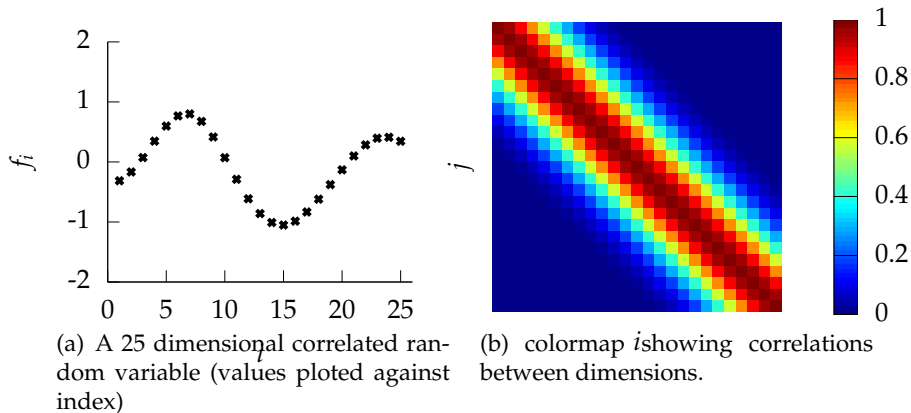 2
1
0
-1
-2
0 5 10 15 20 25
f_i
i
(a) A 25 dimensional correlated ran-
dom variable (values ploted against
index)
j
i
1
0.8
0.6
0.4
0.2
0
(b) colormap showing correlations
between dimensions.